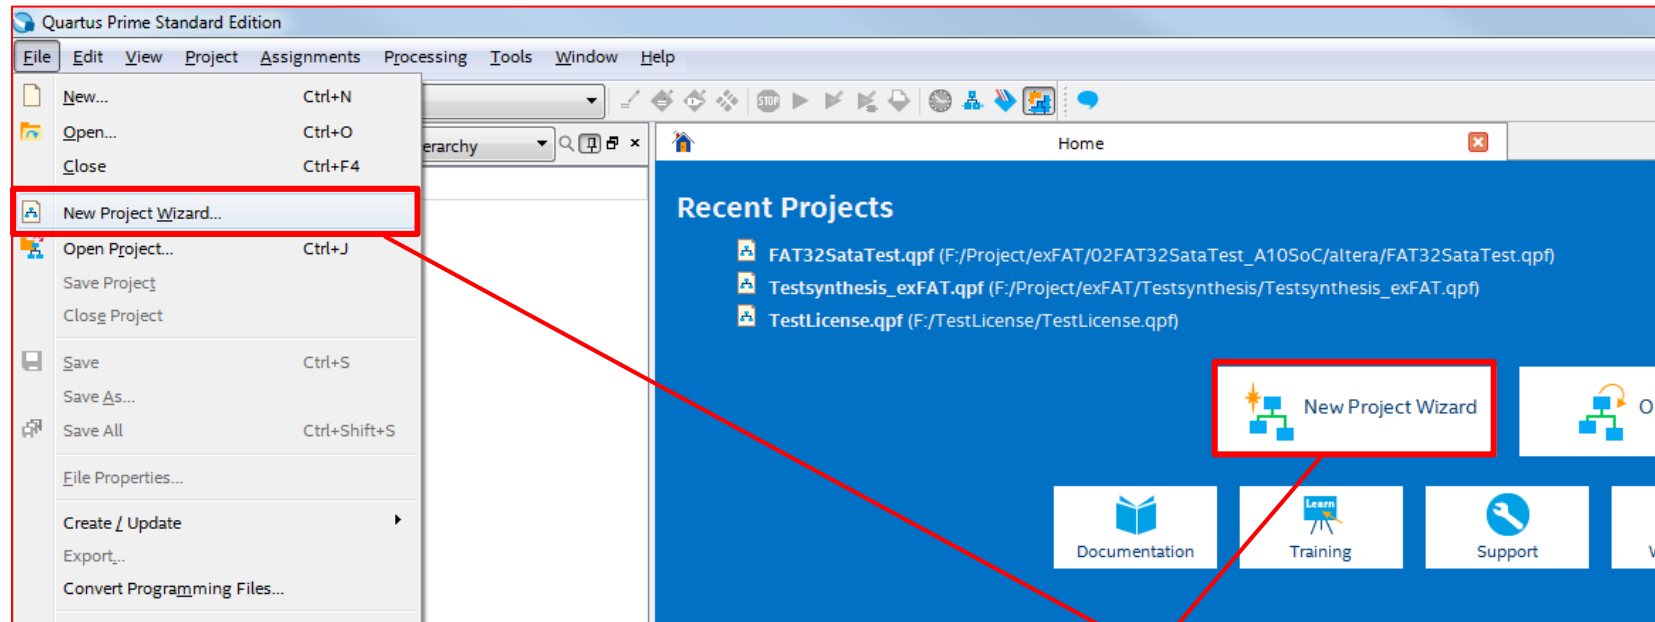 Quartus Prime Standard Edition
File Edit View Project Assignments Processing Tools Window Help
New... Ctrl+N
Open... Ctrl+O
Close Ctrl+F4
New Project Wizard...
Open Project... Ctrl+J
Save Project
Close Project
Save Ctrl+S
Save As...
Save All Ctrl+Shift+S
File Properties...
Create / Update
Export...
Convert Programming Files...
STOP
erarchy
Home
Recent Projects
FAT32SataTest.qpf (F:/Project/exFAT/02FAT32SataTest_A10SoC/altera/FAT32SataTest.qpf)
Testsynthesis_exFAT.qpf (F:/Project/exFAT/Testsynthesis/Testsynthesis_exFAT.qpf)
TestLicense.qpf (F:/TestLicense/TestLicense.qpf)
New Project Wizard
O
Documentation
Learn
Training
Support